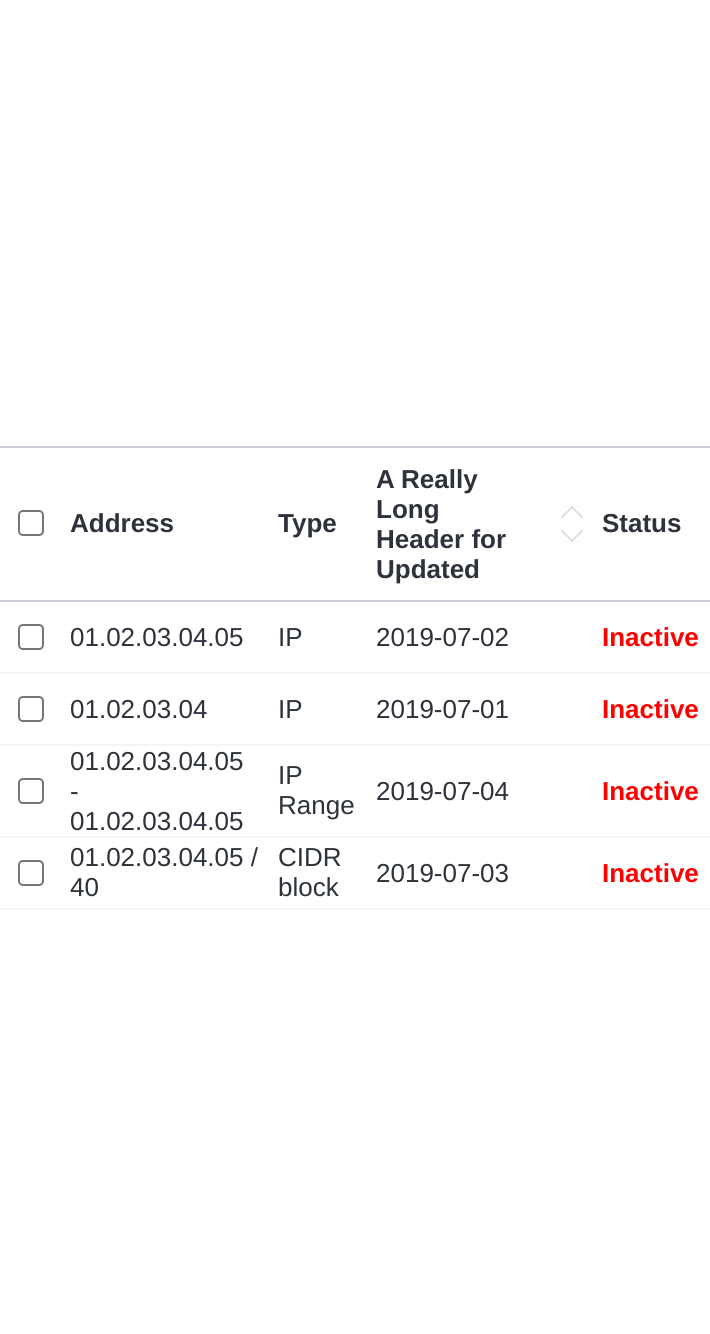 Address Type A Really Long Header for Updated Status
01.02.03.04.05 IP 2019-07-02 Inactive
01.02.03.04 IP 2019-07-01 Inactive
01.02.03.04.05 - 01.02.03.04.05 IP Range 2019-07-04 Inactive
01.02.03.04.05 / 40 CIDR block 2019-07-03 Inactive